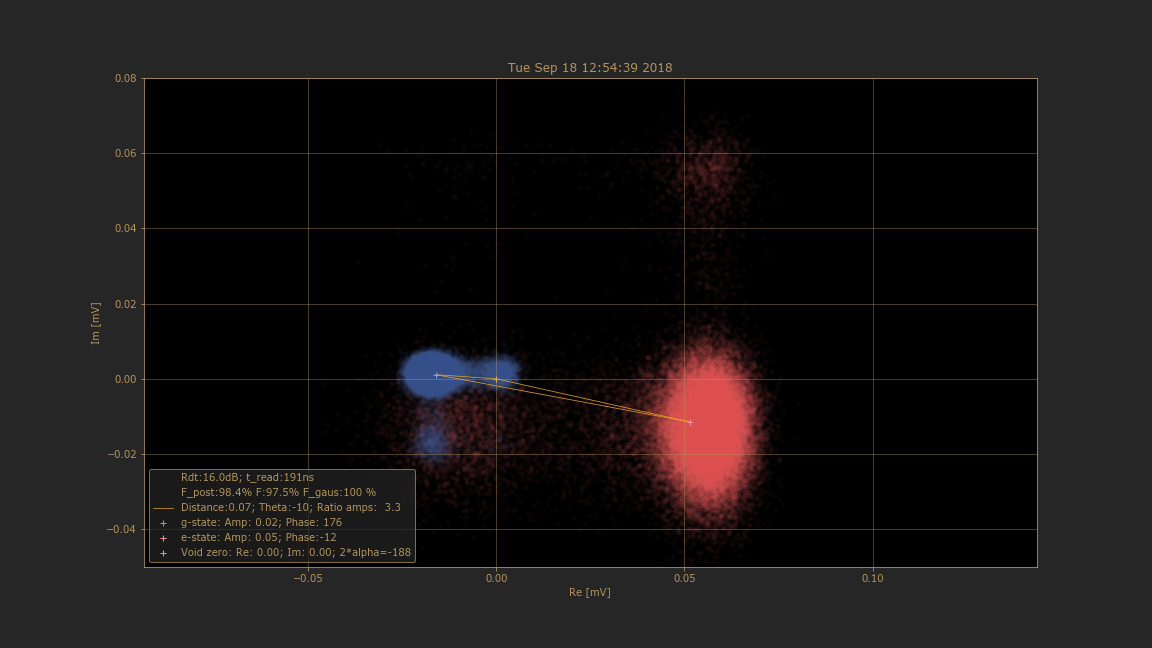 Tue Sep 18 12:54:39 2018
0.08
0.06
0.04
0.02
0.00
−0.02
−0.04
Im [mV]
Rdt:16.0dB; t_read:191ns
F_post:98.4% F:97.5% F_gaus:100 %
Distance:0.07; Theta:-10; Ratio amps:  3.3
g-state: Amp: 0.02; Phase: 176
e-state: Amp: 0.05; Phase:-12
Void zero: Re: 0.00; Im: 0.00; 2*alpha=-188
−0.05 0.00 0.05 0.10
Re [mV]